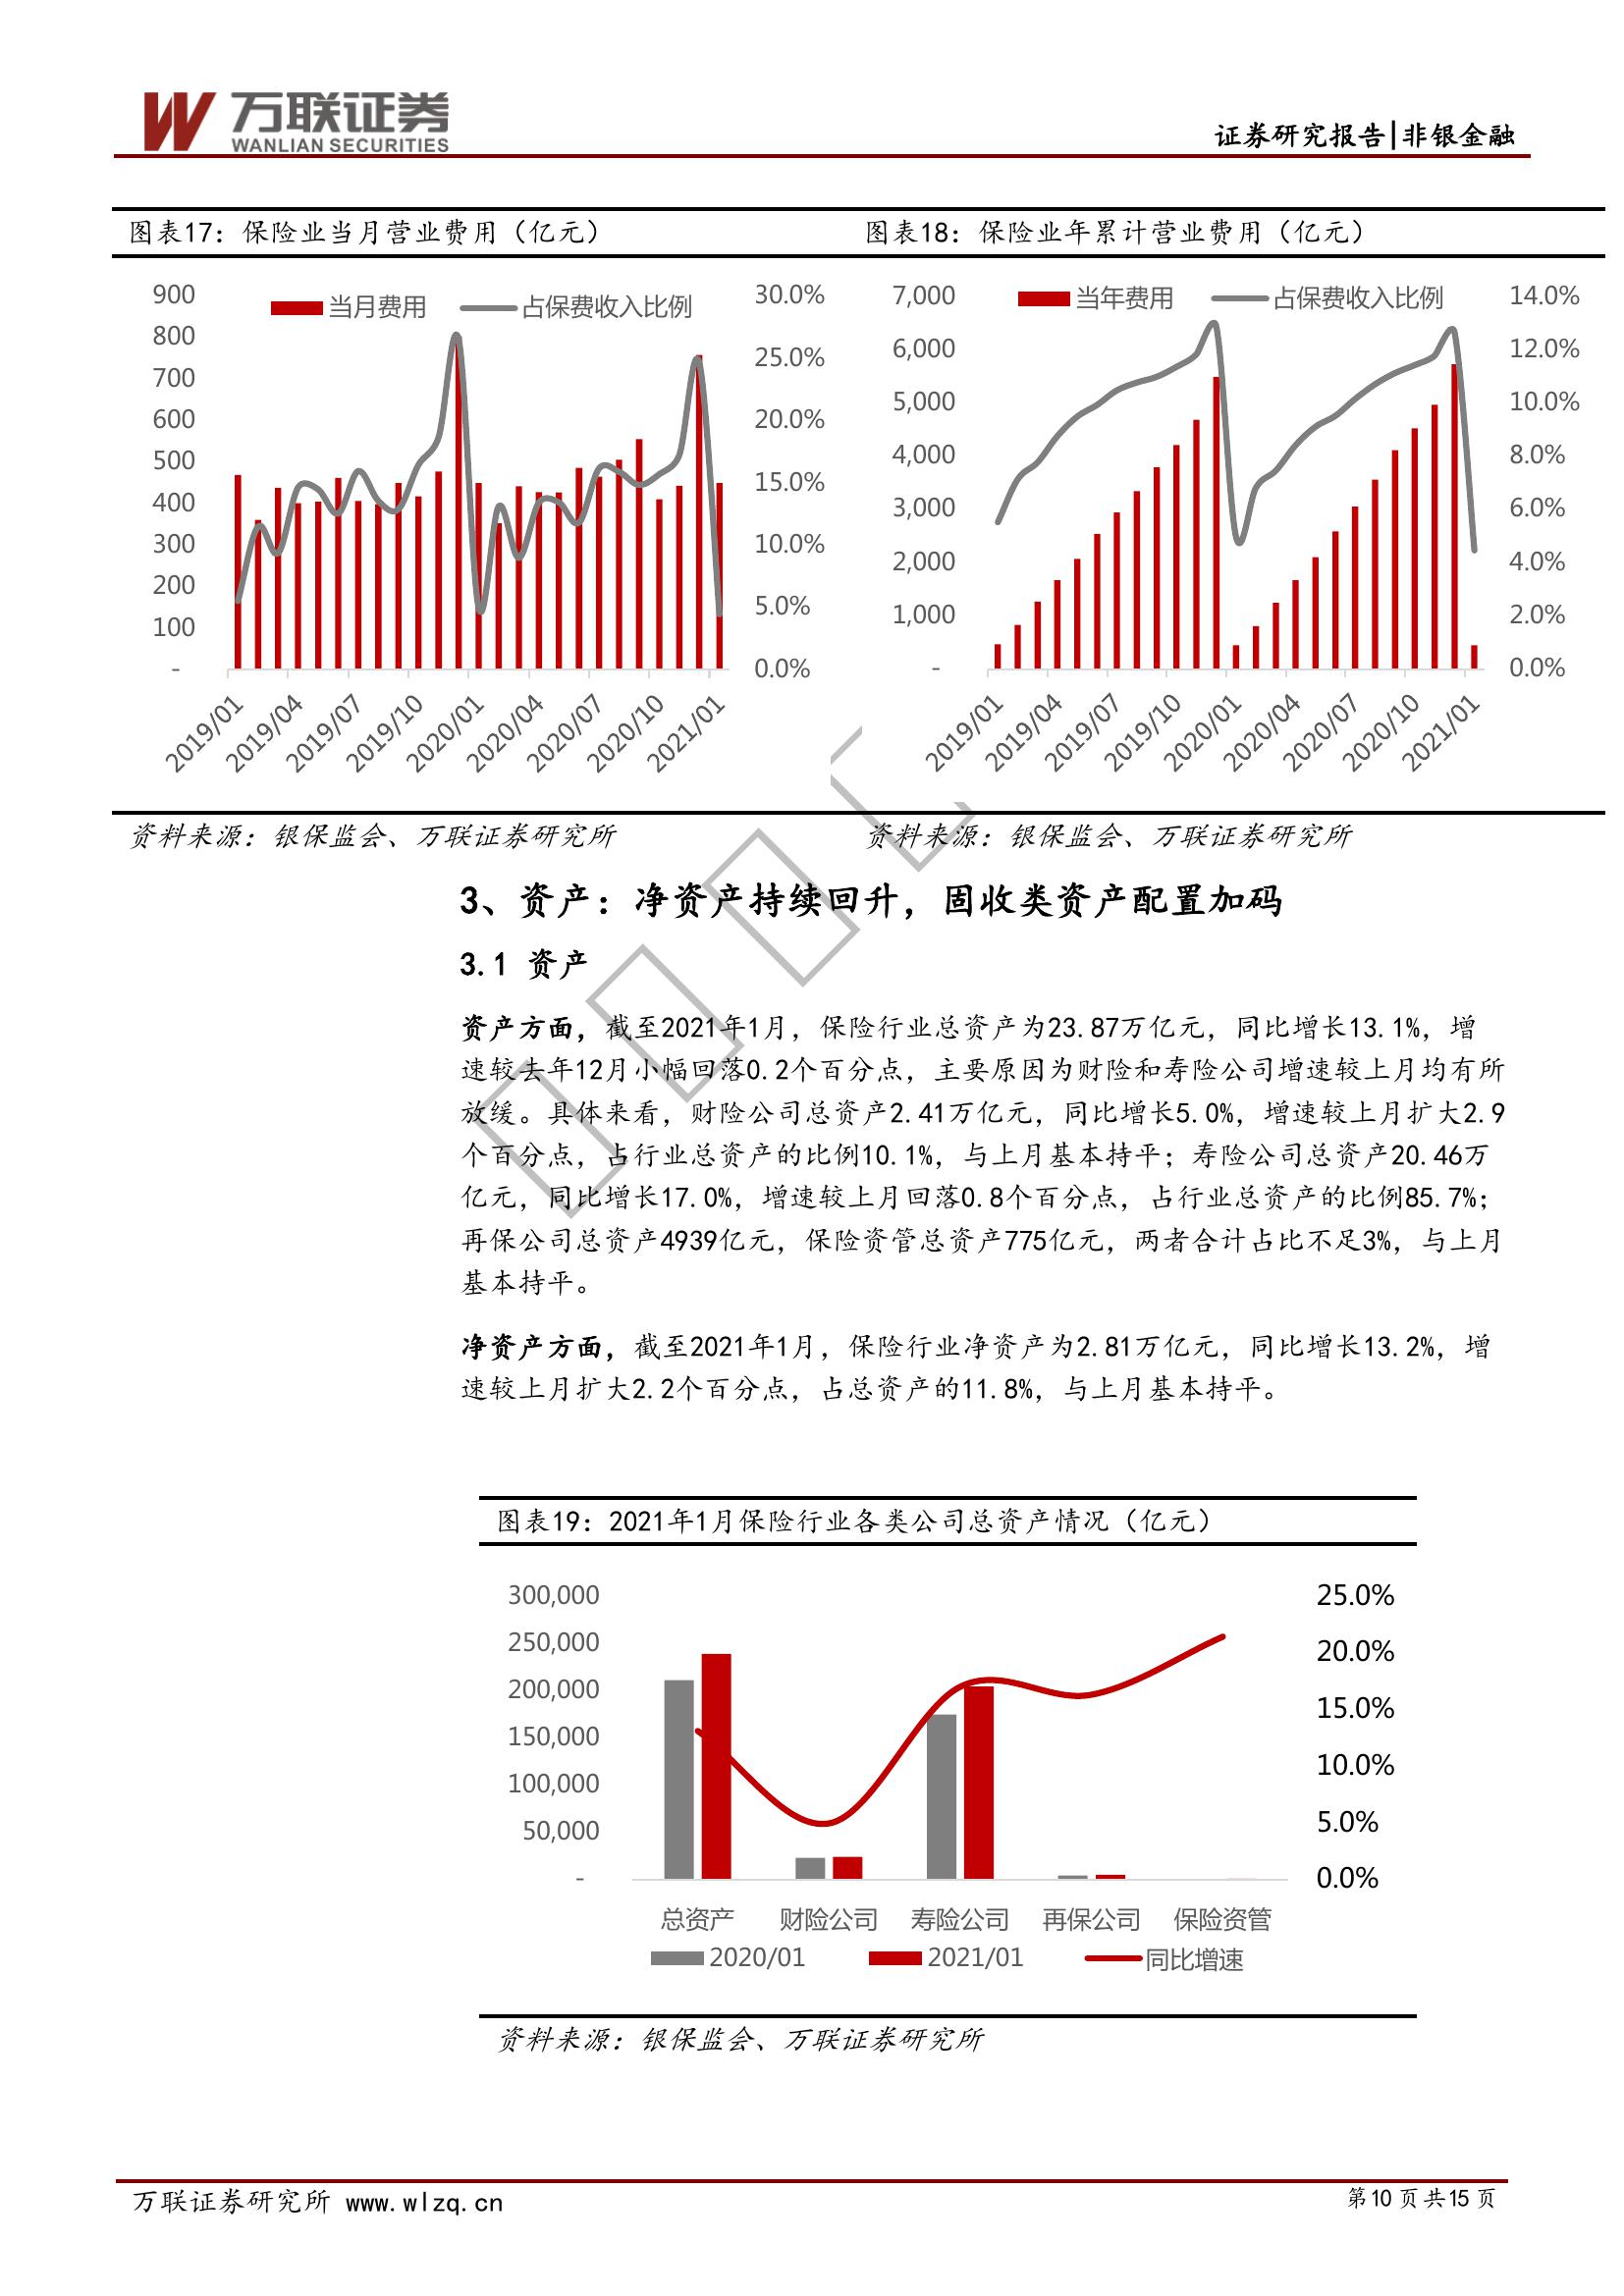 万联证券
WANLIAN SECURITIES
证券研究报告|非银金融
图表17：保险业当月营业费用（亿元）
900
800
700
600
500
400
300
200
100
-
当月费用
占保费收入比例
30.0%
25.0%
20.0%
15.0%
10.0%
5.0%
0.0%
2019/01
2019/04
2019/07
2019/10
2020/01
2020/04
2020/07
2020/10
2021/01
资料来源：银保监会、万联证券研究所
图表18：保险业年累计营业费用（亿元）
7,000
6,000
5,000
4,000
3,000
2,000
1,000
-
当年费用
占保费收入比例
14.0%
12.0%
10.0%
8.0%
6.0%
4.0%
2.0%
0.0%
2019/01
2019/04
2019/07
2019/10
2020/01
2020/04
2020/07
2020/10
2021/01
资料来源：银保监会、万联证券研究所
3、资产：净资产持续回升，固收类资产配置加码
3.1 资产
资产方面，截至2021年1月，保险行业总资产为23.87万亿元，同比增长13.1%，增
速较去年12月小幅回落0.2个百分点，主要原因为财险和寿险公司增速较上月均有所
放缓。具体来看，财险公司总资产2.41万亿元，同比增长5.0%，增速较上月扩大2.9
个百分点，占行业总资产的比例10.1%，与上月基本持平；寿险公司总资产20.46万
亿元，同比增长17.0%，增速较上月回落0.8个百分点，占行业总资产的比例85.7%；
再保公司总资产4939亿元，保险资管总资产775亿元，两者合计占比不足3%，与上月
基本持平。
净资产方面，截至2021年1月，保险行业净资产为2.81万亿元，同比增长13.2%，增
速较上月扩大2.2个百分点，占总资产的11.8%，与上月基本持平。
图表19：2021年1月保险行业各类公司总资产情况（亿元）
300,000
250,000
200,000
150,000
100,000
50,000
-
25.0%
20.0%
15.0%
10.0%
5.0%
0.0%
总资产
财险公司
寿险公司
再保公司
保险资管
2020/01
2021/01
同比增速
资料来源：银保监会、万联证券研究所
万联证券研究所 www.wlzq.cn
第10页共15页